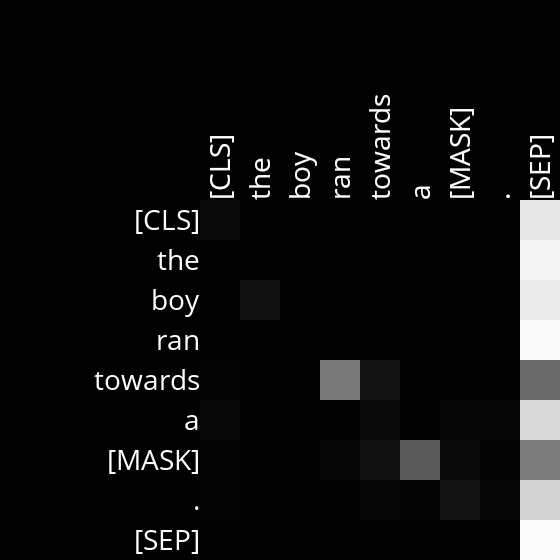 [CLS] the boy ran towards a [MASK] . [SEP]
[CLS]
the
boy
ran
towards
a
[MASK]
.
[SEP]